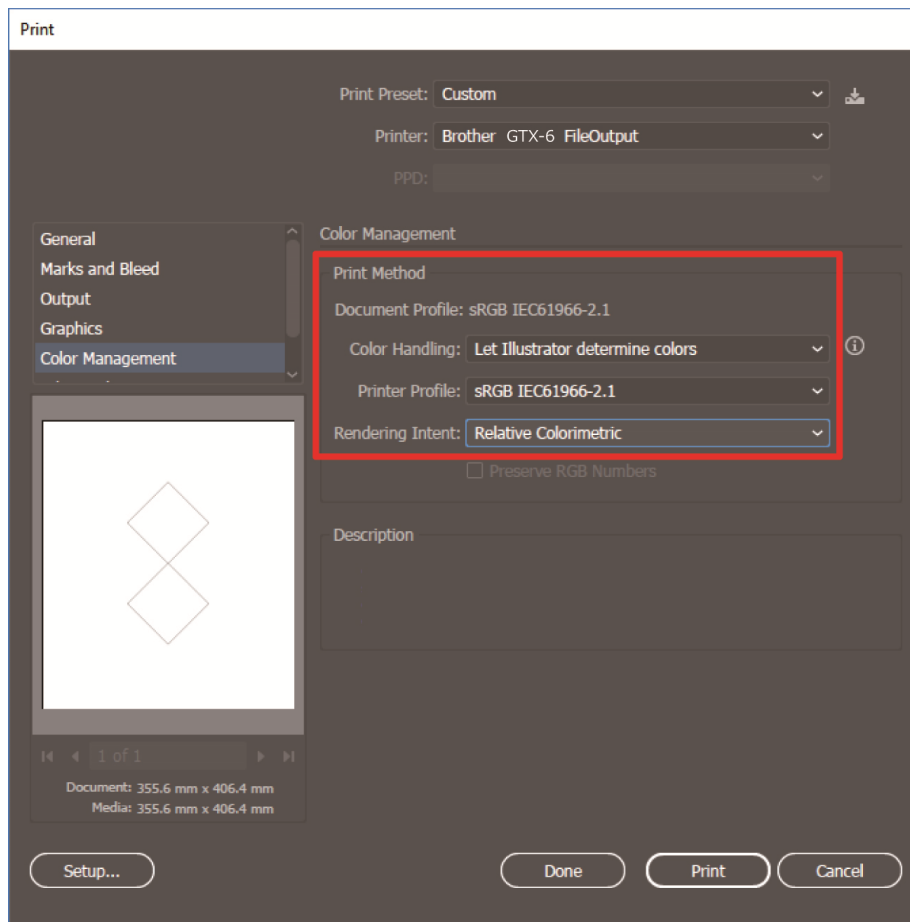 Print
Print Preset: Custom
Printer: Brother GTX-6 FileOutput
PPD:
General
Marks and Bleed
Output
Graphics
Color Management
Color Management
Print Method
Document Profile: sRGB IEC61966-2.1
Color Handling: Let Illustrator determine colors
Printer Profile: sRGB IEC61966-2.1
Rendering Intent: Relative Colorimetric
Preserve RGB Numbers
Description
1 of 1
Document: 355.6 mm x 406.4 mm
Media: 355.6 mm x 406.4 mm
Setup...
Done
Print
Cancel